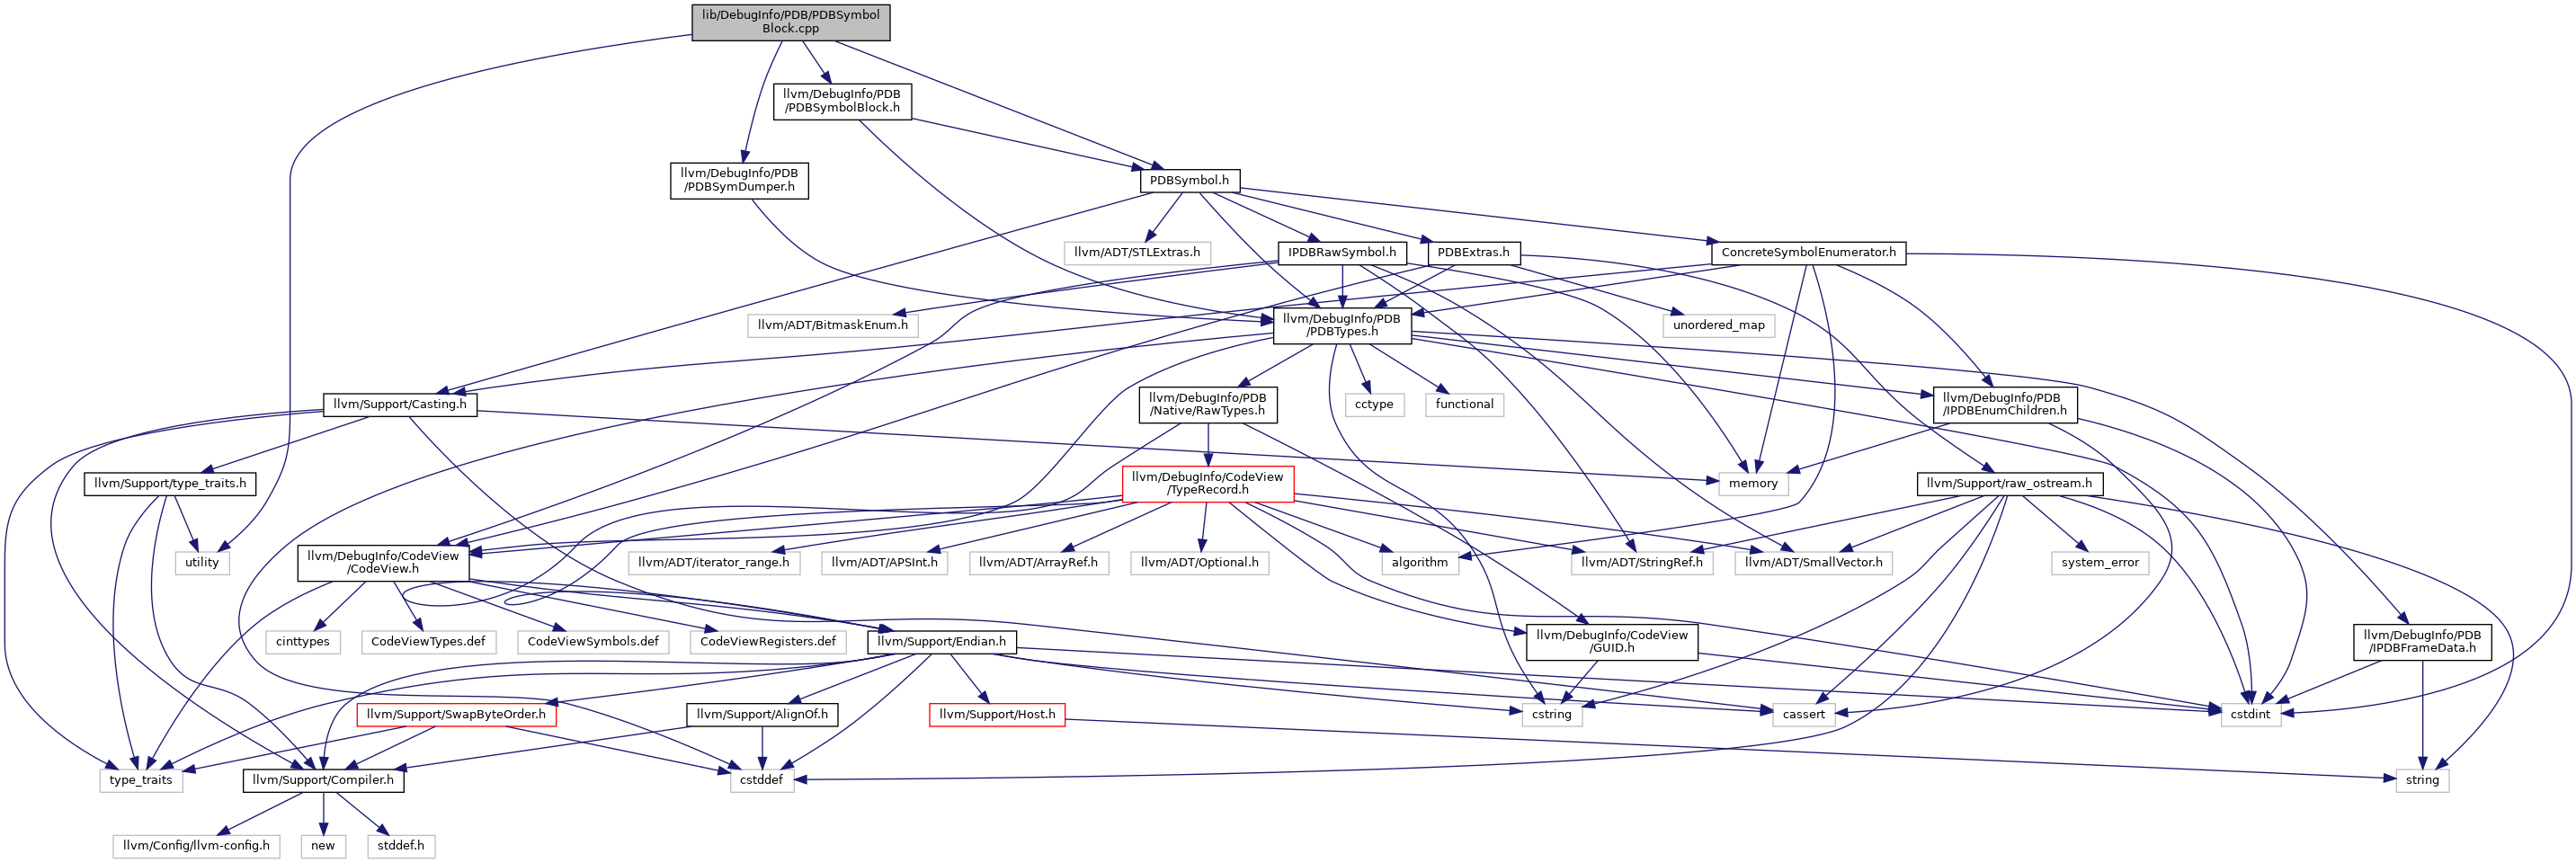 lib/DebugInfo/PDB/PDBSymbol
Block.cpp
llvm/DebugInfo/PDB
/PDBSymbolBlock.h
llvm/DebugInfo/PDB
/PDBSymDumper.h
PDBSymbol.h
llvm/ADT/STLExtras.h
IPDBRawSymbol.h
PDBExtras.h
ConcreteSymbolEnumerator.h
llvm/ADT/BitmaskEnum.h
llvm/DebugInfo/PDB
/PDBTypes.h
unordered_map
llvm/Support/Casting.h
llvm/DebugInfo/PDB
/Native/RawTypes.h
cctype
functional
llvm/DebugInfo/PDB
/IPDBEnumChildren.h
llvm/Support/type_traits.h
llvm/DebugInfo/CodeView
/TypeRecord.h
memory
llvm/Support/raw_ostream.h
utility
llvm/DebugInfo/CodeView
/CodeView.h
llvm/ADT/iterator_range.h
llvm/ADT/APSInt.h
llvm/ADT/ArrayRef.h
llvm/ADT/Optional.h
algorithm
llvm/ADT/StringRef.h
llvm/ADT/SmallVector.h
system_error
cinttypes
CodeViewTypes.def
CodeViewSymbols.def
CodeViewRegisters.def
llvm/Support/Endian.h
llvm/DebugInfo/CodeView
/GUID.h
llvm/DebugInfo/PDB
/IPDBFrameData.h
llvm/Support/SwapByteOrder.h
llvm/Support/AlignOf.h
llvm/Support/Host.h
cstring
cassert
cstdint
type_traits
llvm/Support/Compiler.h
cstddef
string
llvm/Config/llvm-config.h
new
stddef.h